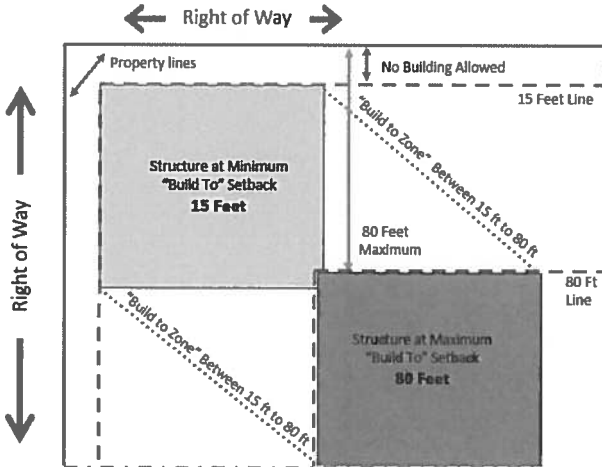 Right of Way
Property lines
No Building Allowed
15 Feet Line
Right of Way
Structure at Minimum
"Build To" Setback
15 Feet
"Build to Zone" Between 15 ft to 80 ft
80 Feet
Maximum
80 Ft
Line
"Build to Zone" Between 15 ft to 80 ft
Structure at Maximum
"Build To" Setback
80 Feet